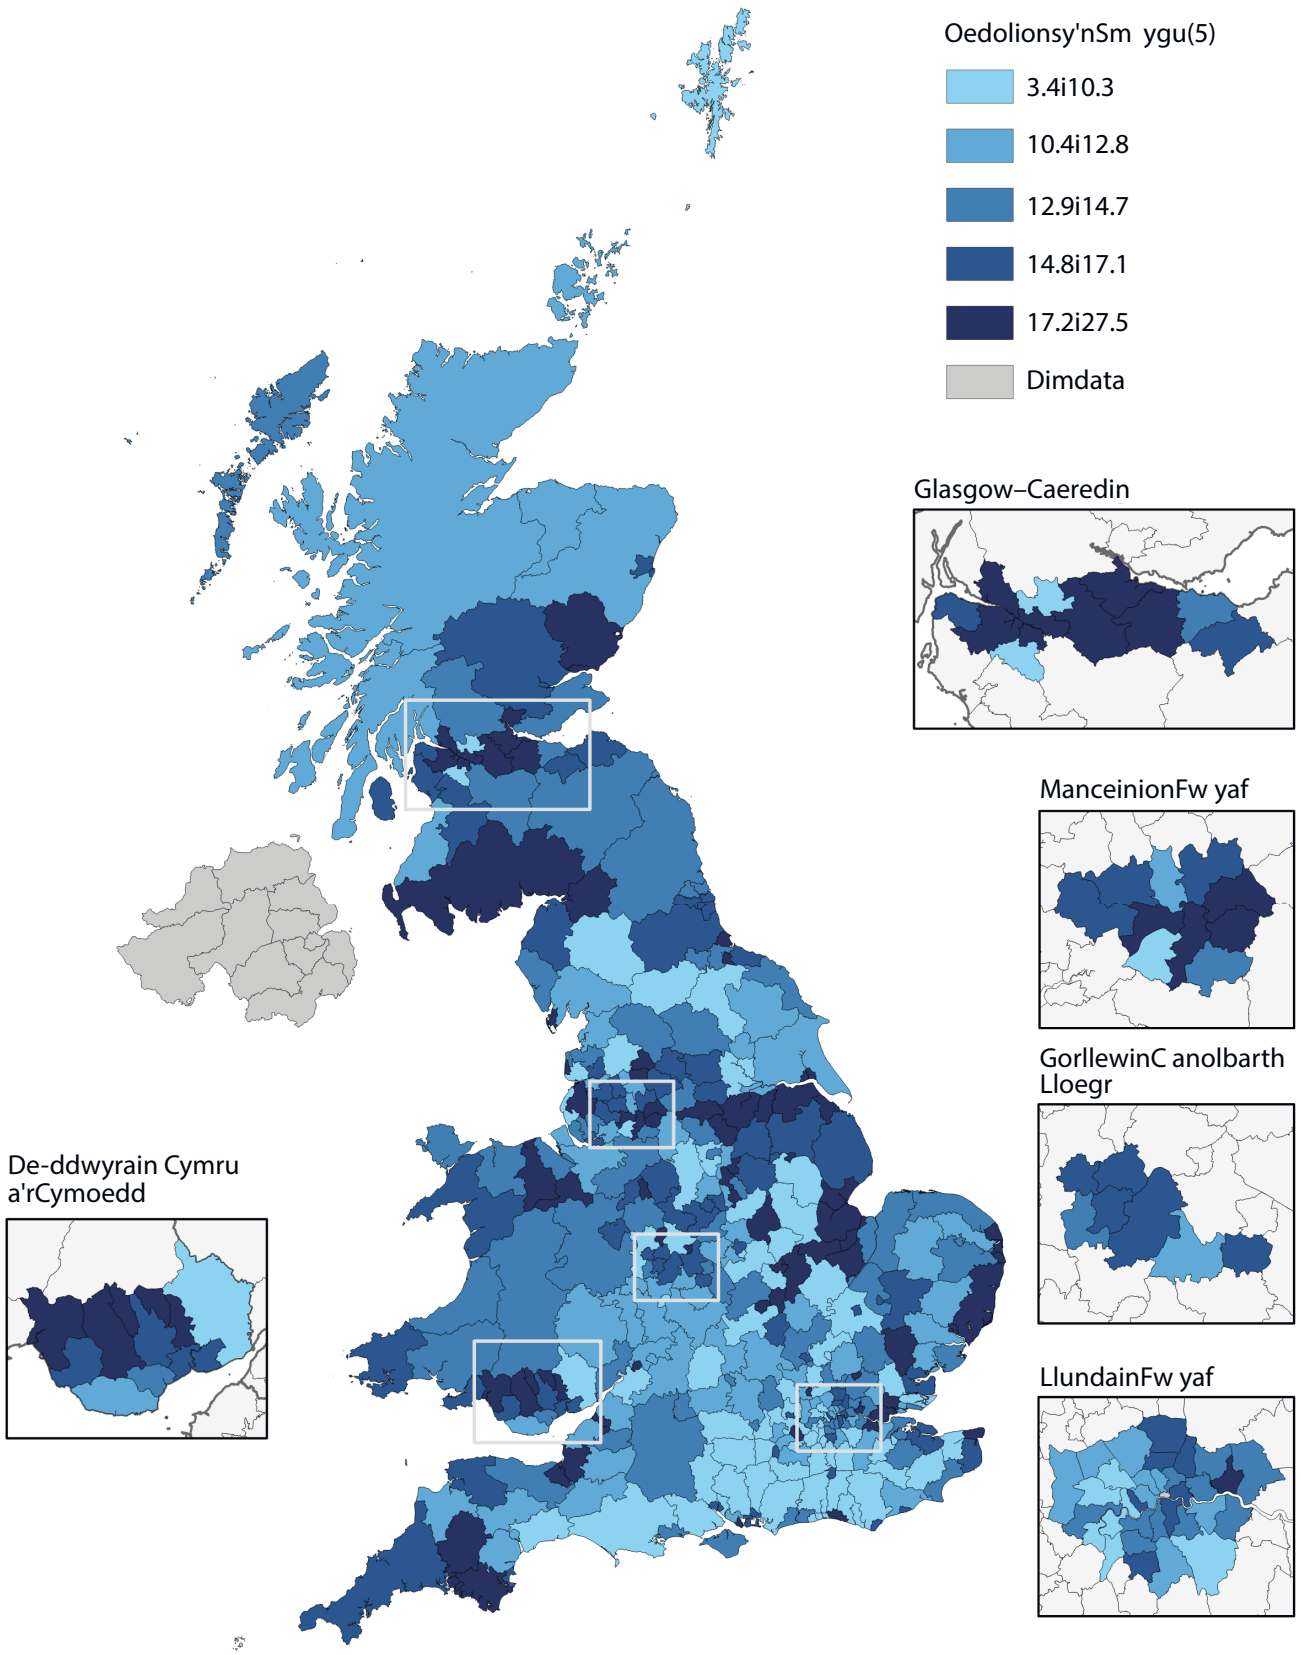 Oedolionsy'nSm ygu(5)
3.4i10.3
10.4i12.8
12.9i14.7
14.8i17.1
17.2i27.5
Dimdata
Glasgow–Caeredin
ManceinionFw yaf
GorllewinC anolbarth
Lloegr
De-ddwyrain Cymru
a'rCymoedd
LlundainFw yaf